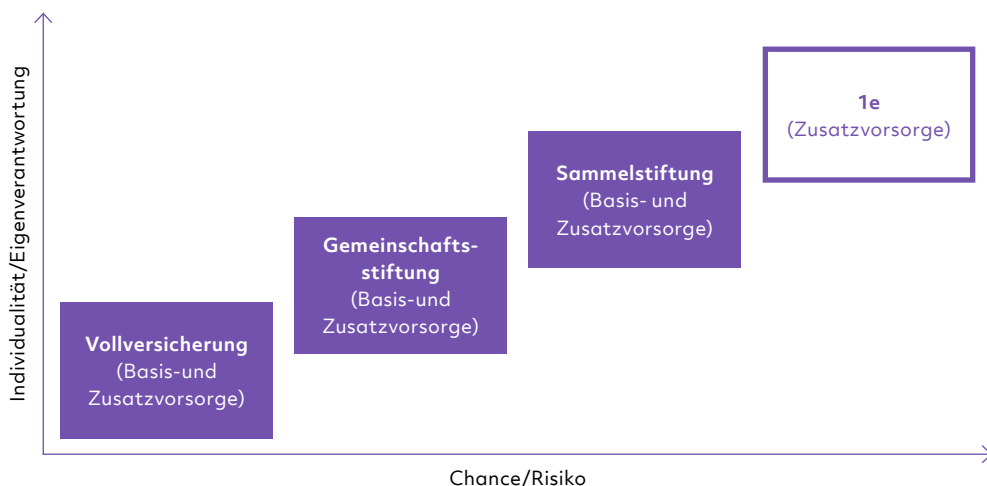 Individualität/Eigenverantwortung
1e
(Zusatzvorsorge)
Sammelstiftung
(Basis- und
Zusatzvorsorge)
Gemeinschafts-
stiftung
(Basis-und
Zusatzvorsorge)
Vollversicherung
(Basis-und
Zusatzvorsorge)
Chance/Risiko